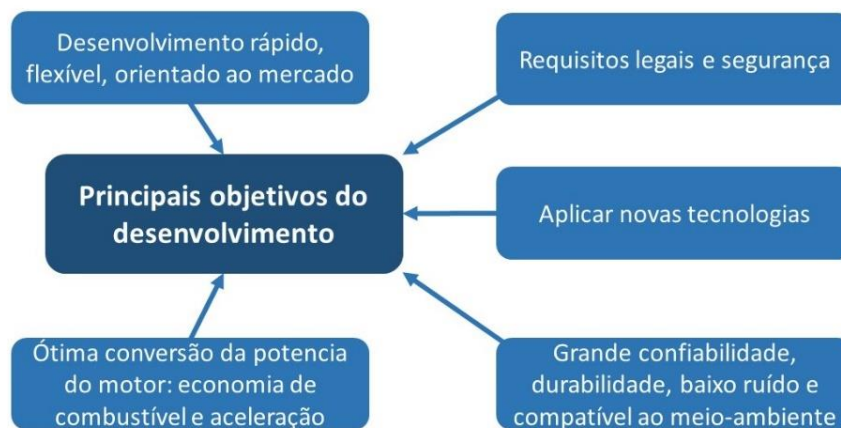 Desenvolvimento rápido,
flexível, orientado ao mercado
Requisitos legais e segurança
Principais objetivos do
desenvolvimento
Aplicar novas tecnologias
Ótima conversão da potencia
do motor: economia de
combustível e aceleração
Grande confiabilidade,
durabilidade, baixo ruído e
compatível ao meio-ambiente